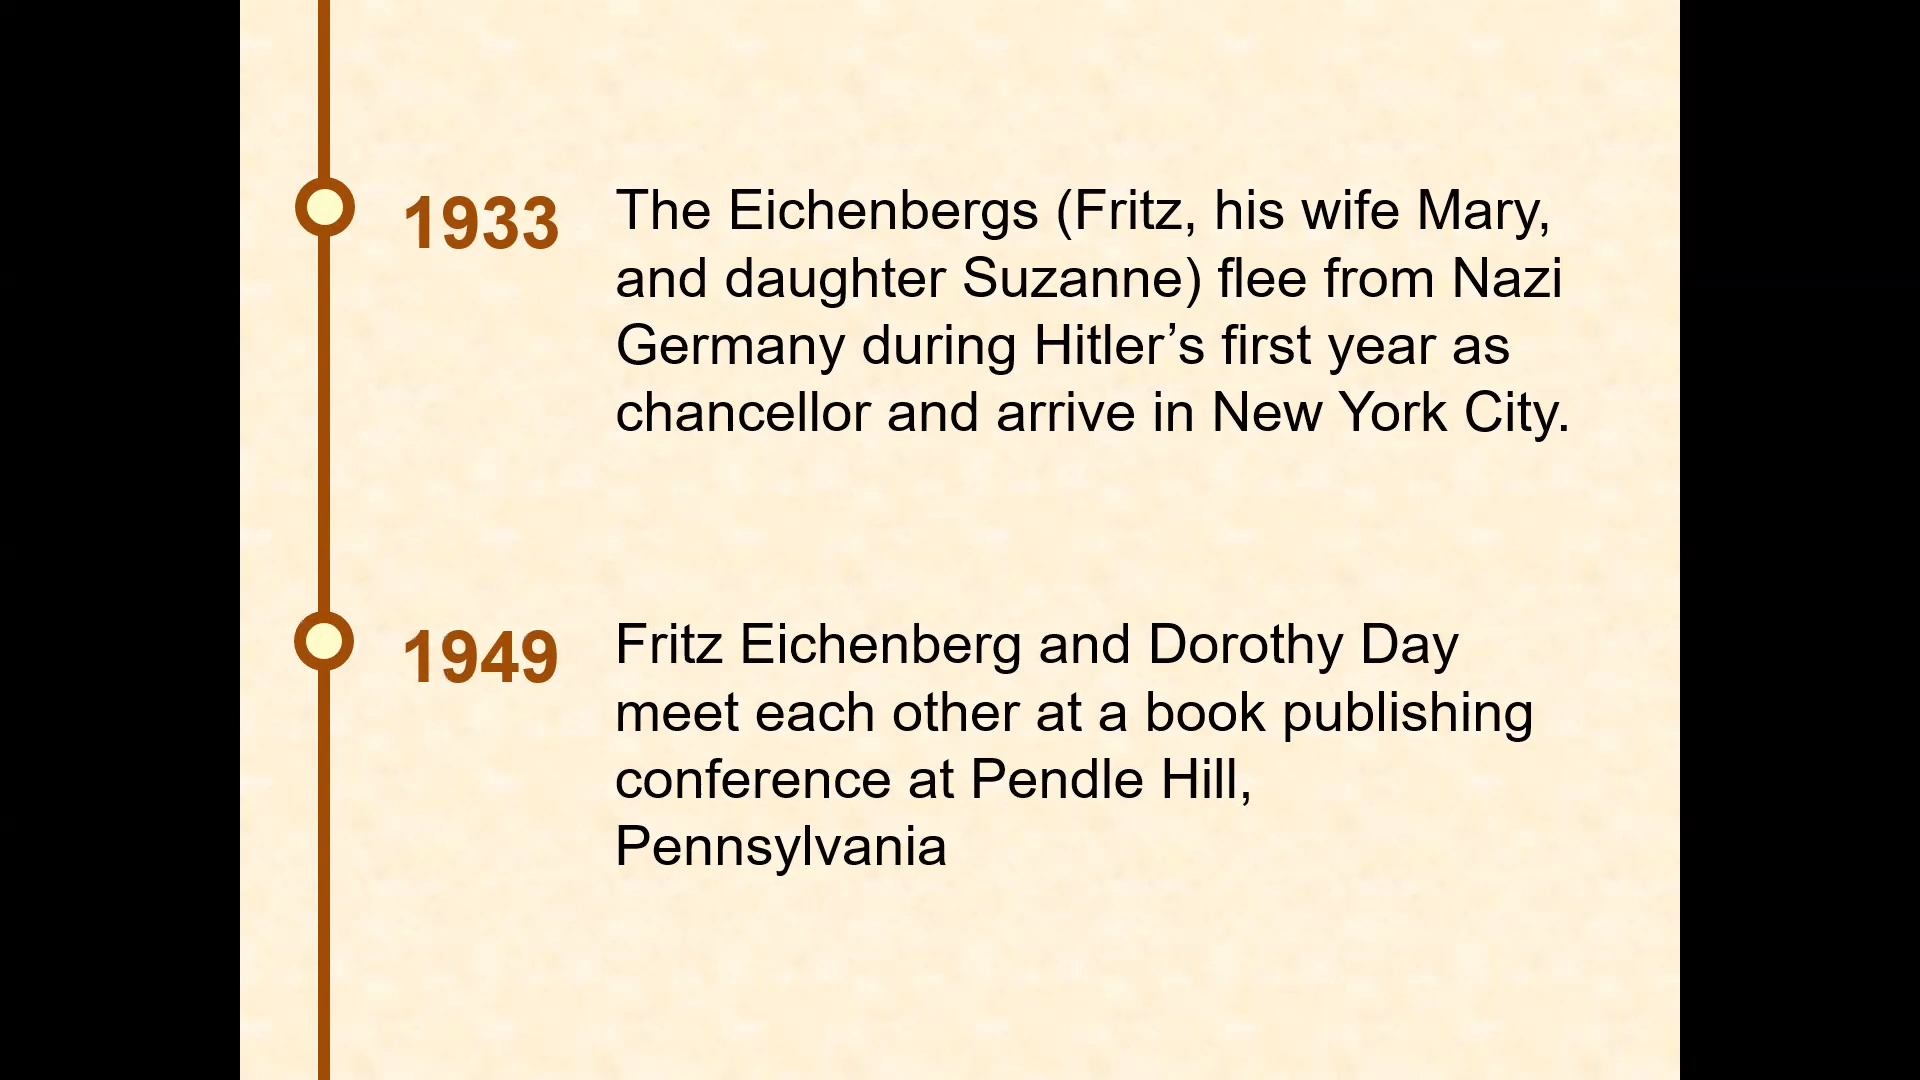 1933
The Eichenbergs (Fritz, his wife Mary,
and daughter Suzanne) flee from Nazi
Germany during Hitler’s first year as
chancellor and arrive in New York City.
1949
Fritz Eichenberg and Dorothy Day
meet each other at a book publishing
conference at Pendle Hill,
Pennsylvania